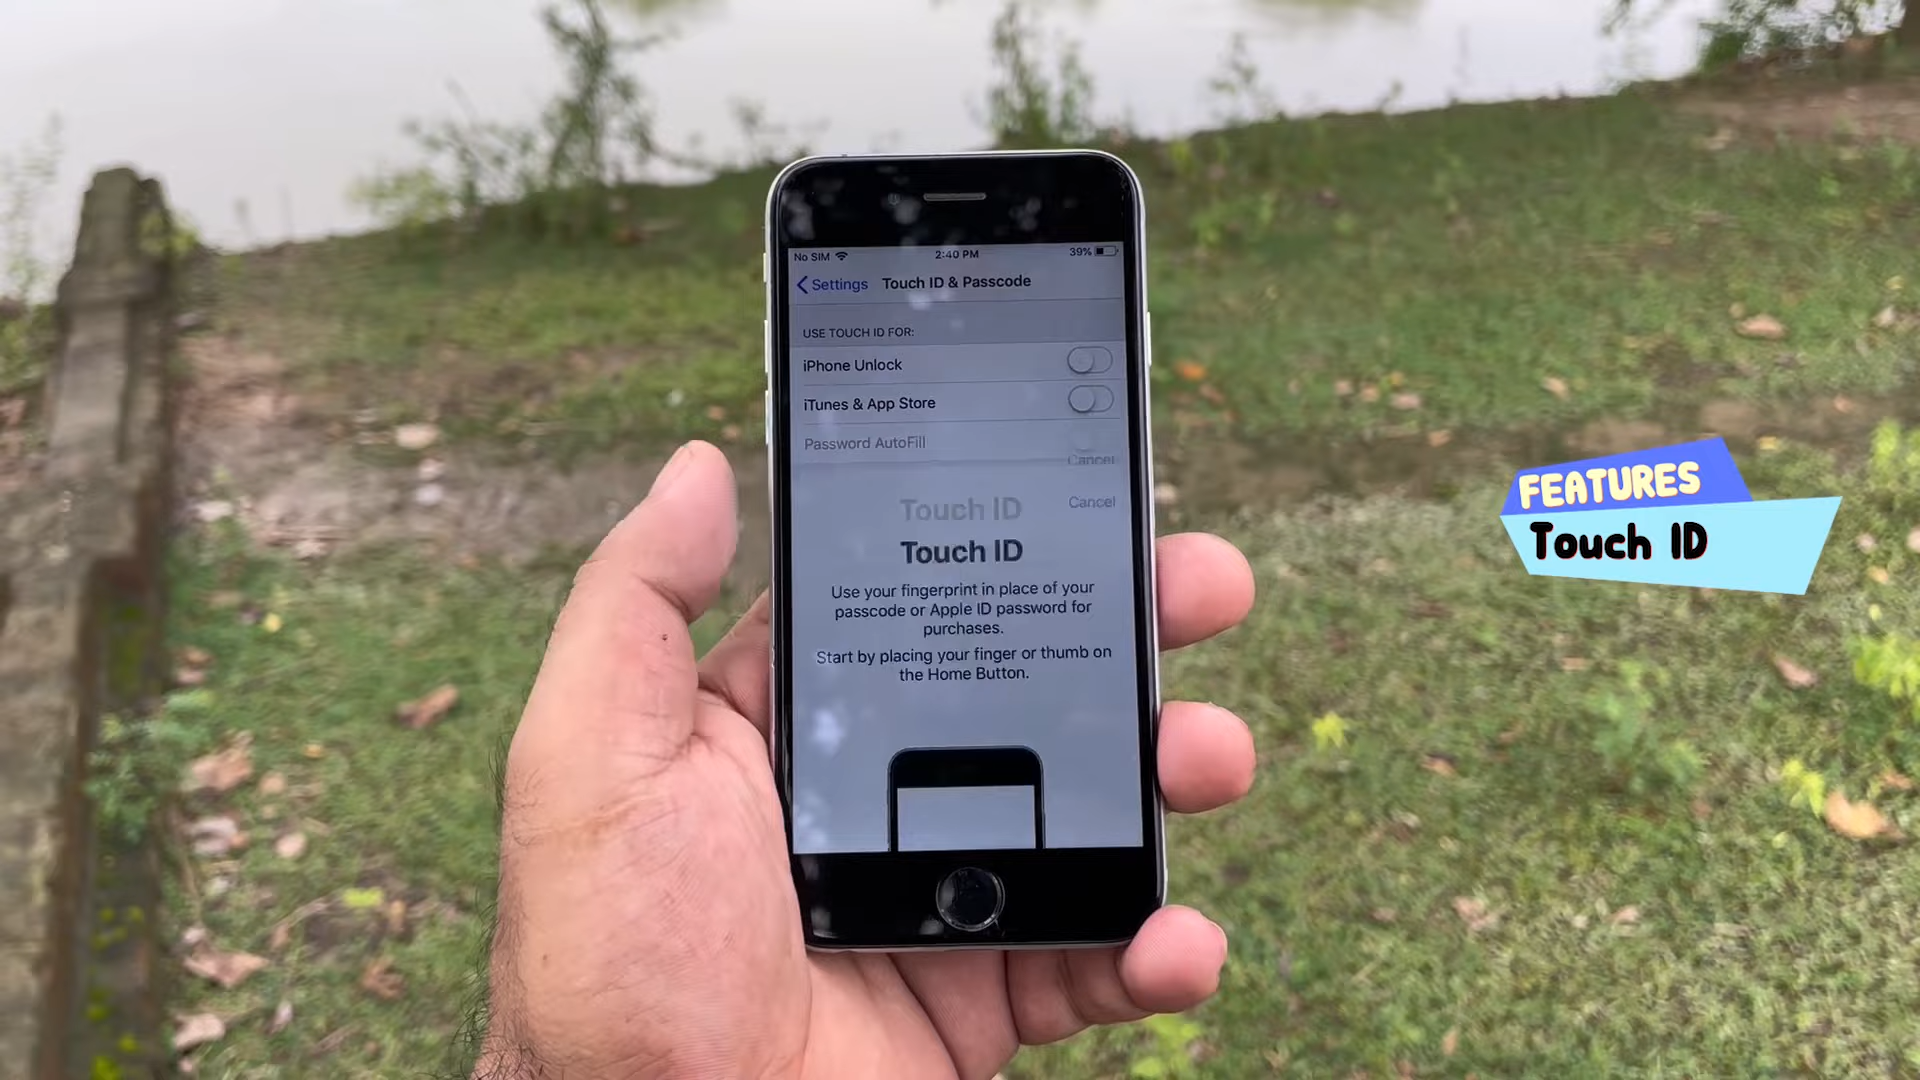 No SIM 2:40 PM 39%
Settings Touch ID & Passcode
USE TOUCH ID FOR:
iPhone Unlock
iTunes & App Store
Password AutoFill
Cancel
Touch ID Cancel
Touch ID
Use your fingerprint in place of your
passcode or Apple ID password for
purchases.
Start by placing your finger or thumb on
the Home Button.
FEATURES
Touch ID